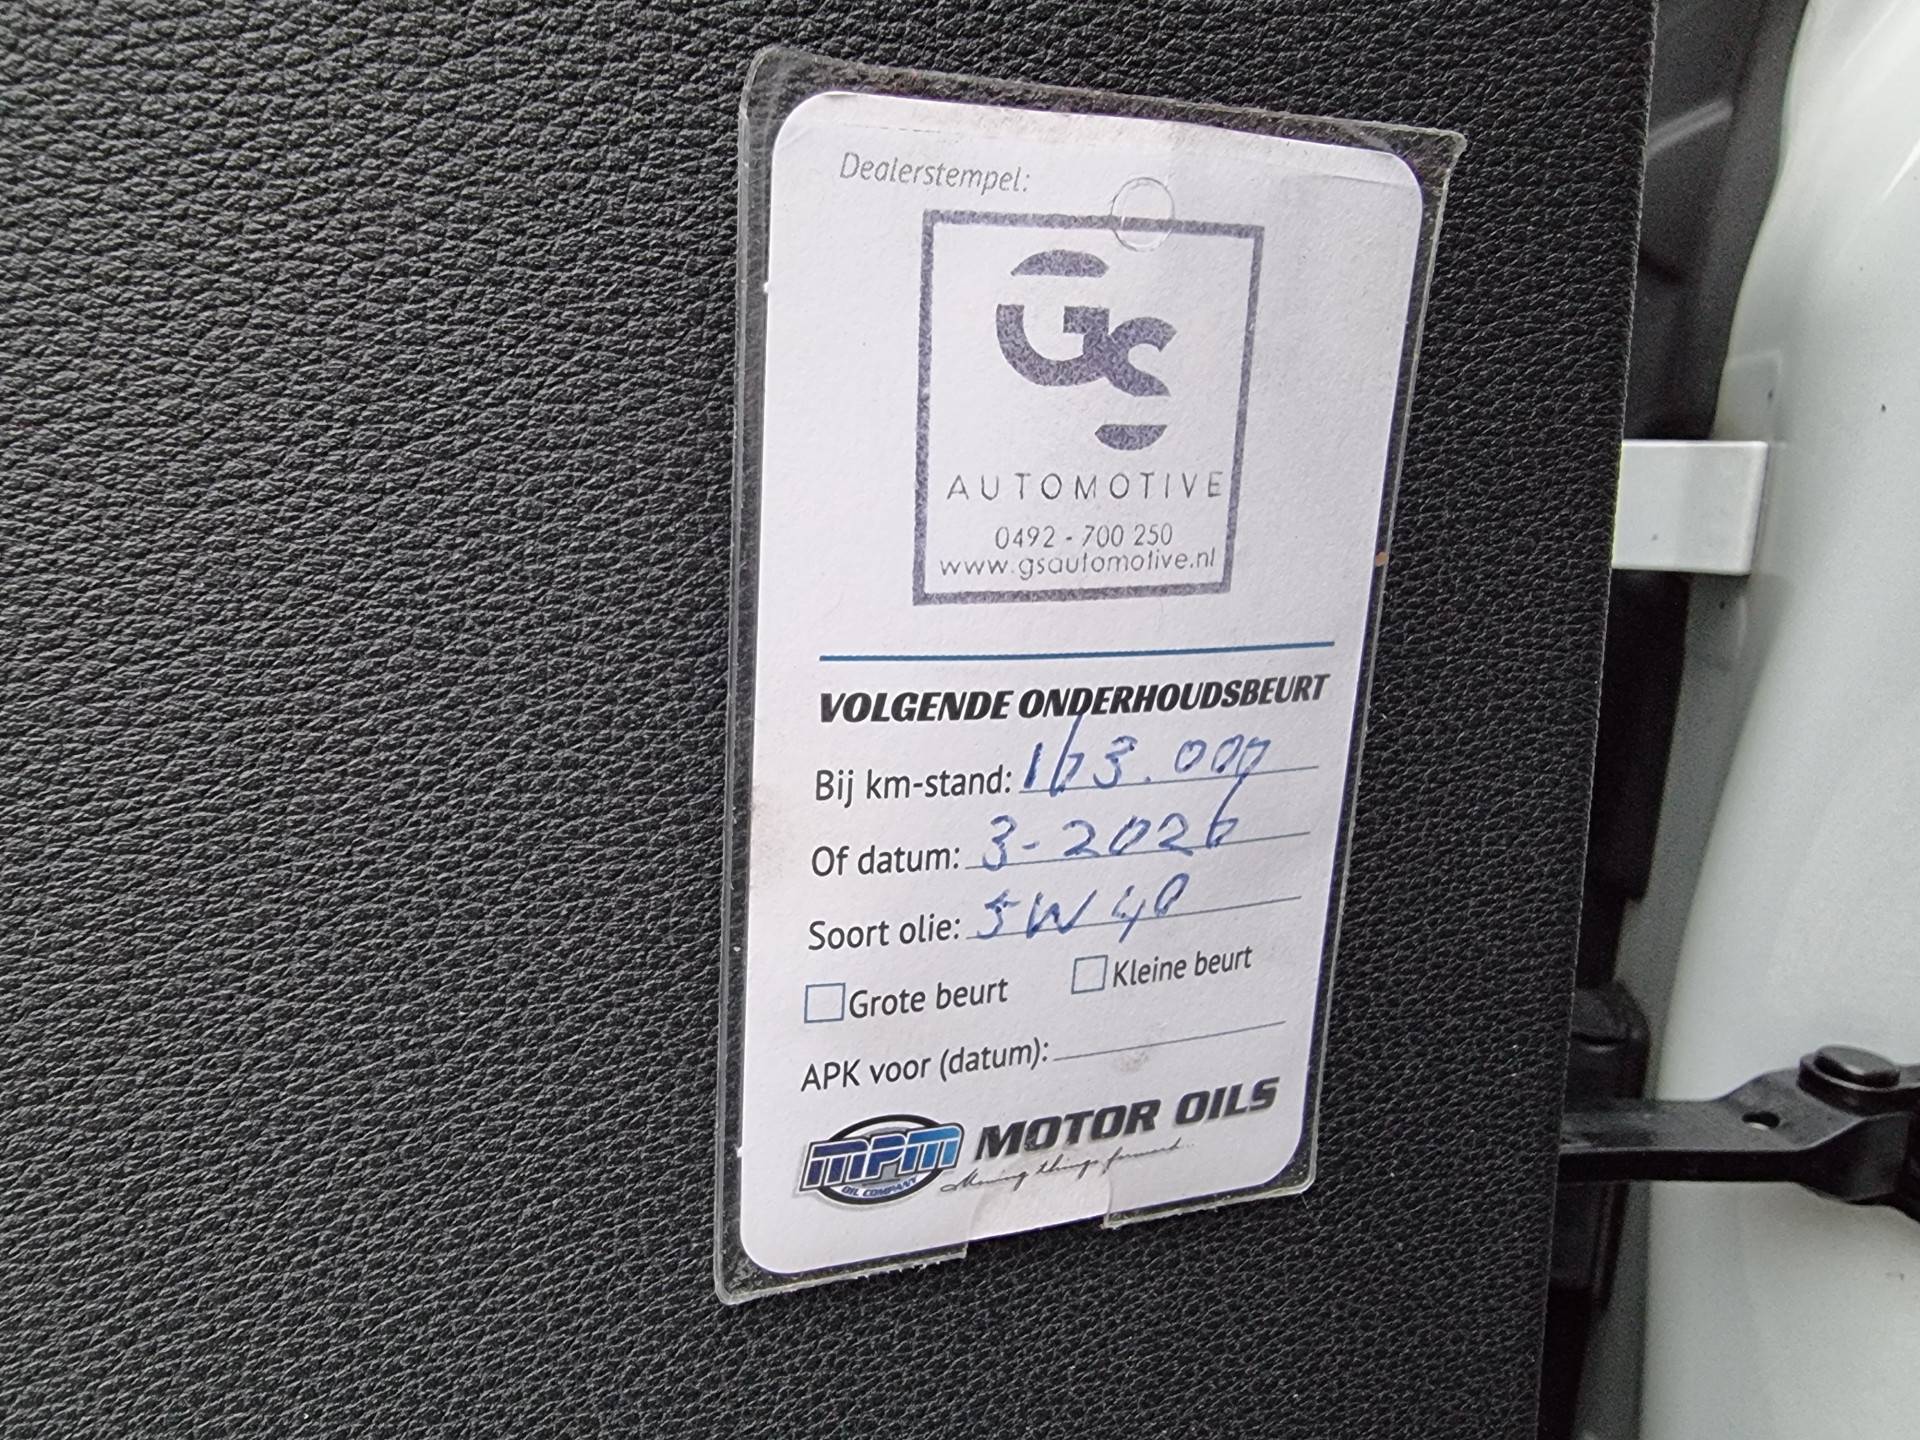 Dealerstempel:
GS
AUTOMOTIVE
0492 - 700 250
www.gsautomotive.nl
VOLGENDE ONDERHOUDSBEURT
Bij km-stand: 163.000
Of datum: 3-2026
Soort olie: 5W40
Grote beurt Kleine beurt
APK voor (datum):
MPM MOTOR OILS
OIL COMPANY Moving things forward...